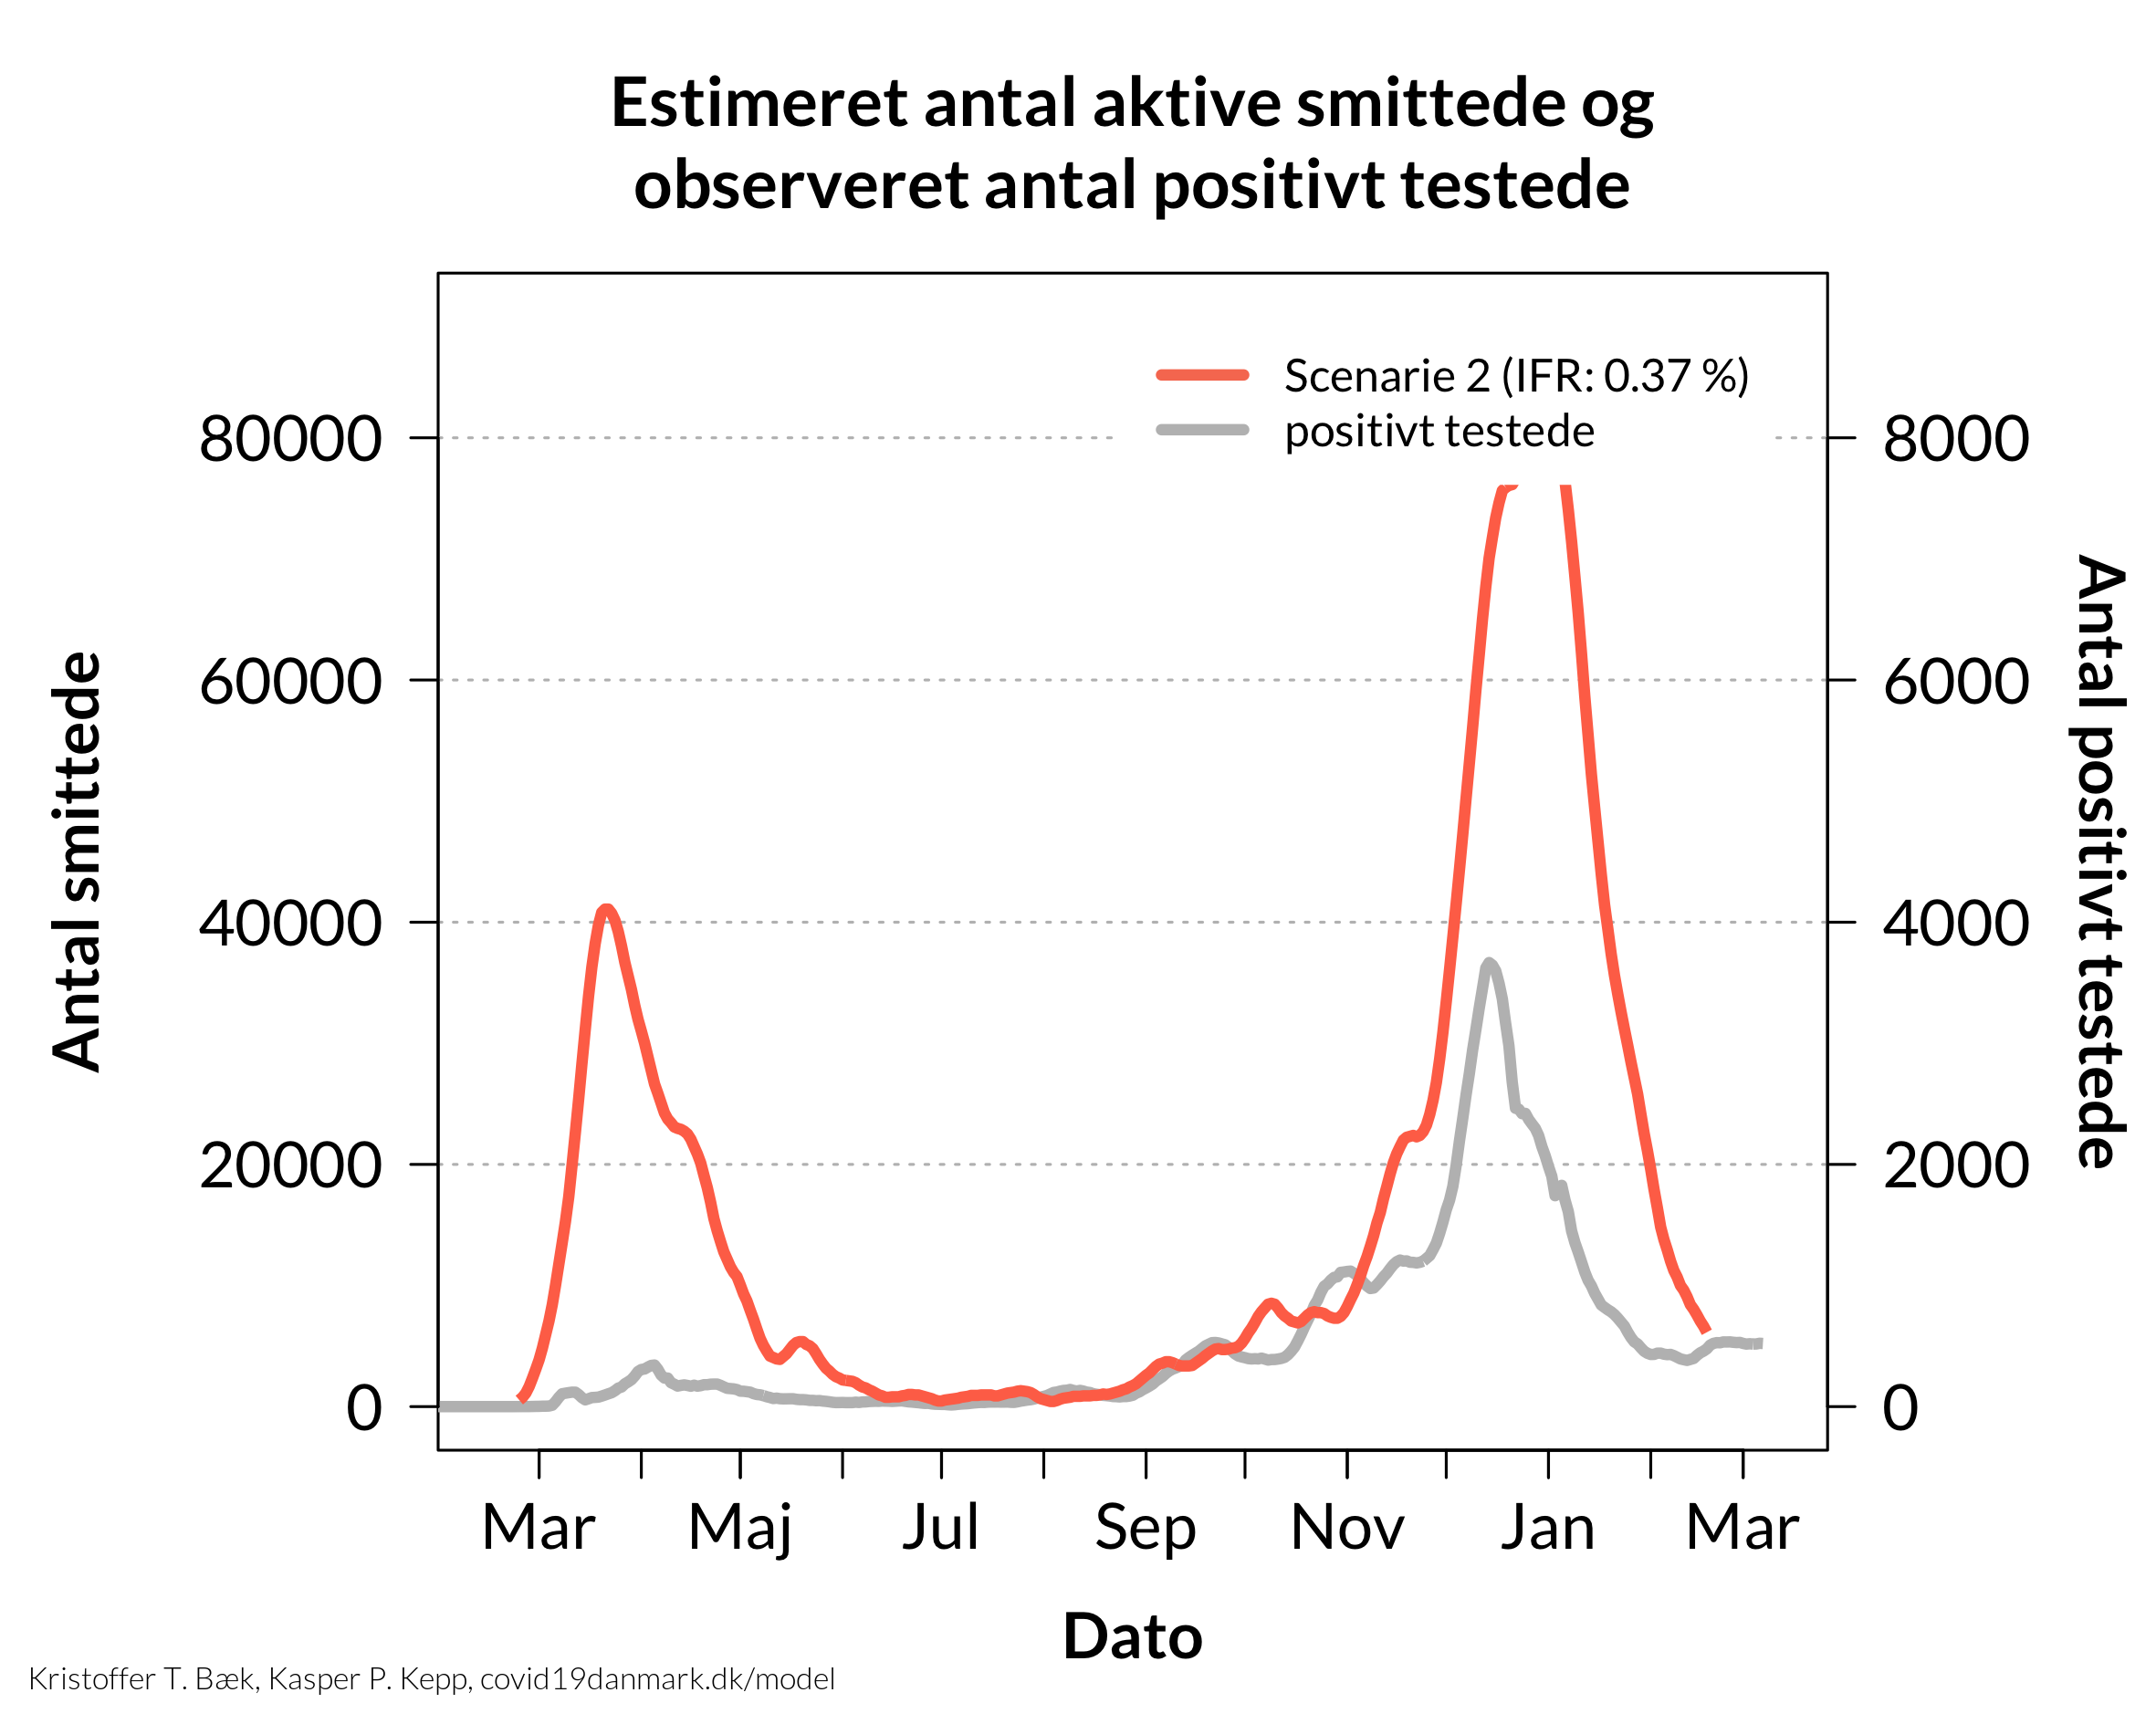 Estimeret antal aktive smittede og
observeret antal positivt testede
Scenarie 2 (IFR: 0.37 %)
positivt testede
Antal smittede
80000
60000
40000
20000
0
8000
6000
4000
2000
0
Antal positivt testede
Mar Maj Jul Sep Nov Jan Mar
Dato
Kristoffer T. Bæk, Kasper P. Kepp, covid19danmark.dk/model